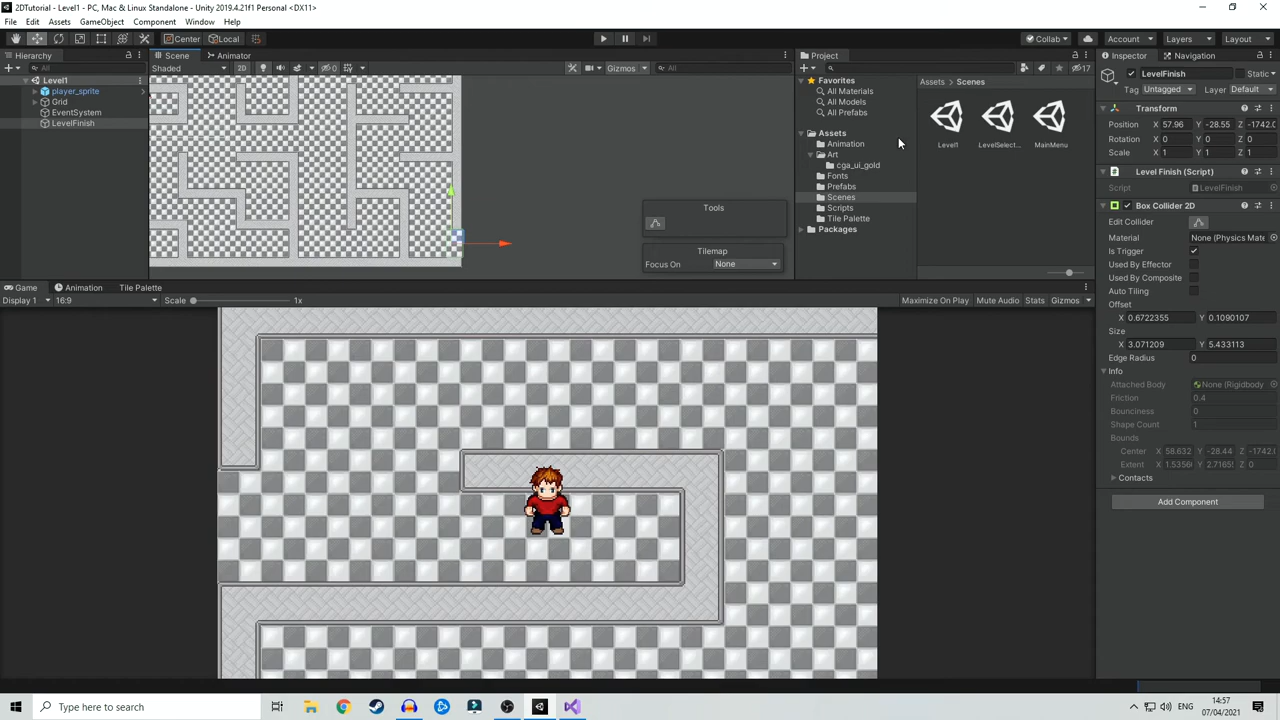 2DTutorial - Level1 - PC, Mac & Linux Standalone - Unity 2019.4.21f1 Personal <DX11>
File Edit Assets GameObject Component Window Help
Center Local Collab Account Layers Layout
Hierarchy Scene Animator Project Inspector Navigation
All Shaded 2D 0 Gizmos All 17
Level1
player_sprite
Grid
EventSystem
LevelFinish
Favorites
All Materials
All Models
All Prefabs
Assets
Animation
Art
cga_ui_gold
Fonts
Prefabs
Scenes
Scripts
Tile Palette
Packages
Assets Scenes
Level1 LevelSelect... MainMenu
Tools
Tilemap
Focus On None
LevelFinish Static
Tag Untagged Layer Default
Transform
Position X 57.96 Y -28.55 Z -1742.0
Rotation X 0 Y 0 Z 0
Scale X 1 Y 1 Z 1
Level Finish (Script)
Script LevelFinish
Box Collider 2D
Edit Collider
Material None (Physics Mate
Is Trigger
Used By Effector
Used By Composite
Auto Tiling
Offset
X 0.6722355 Y 0.1090107
Size
X 3.071209 Y 5.433113
Edge Radius 0
Info
Attached Body None (Rigidbody
Friction 0.4
Bounciness 0
Shape Count 1
Bounds
Center X 58.632 Y -28.44 Z -1742.
Extent X 1.5356 Y 2.7165 Z 0
Contacts
Add Component
Game Animation Tile Palette
Display 1 16:9 Scale 1x Maximize On Play Mute Audio Stats Gizmos
Type here to search
ENG
14:57
07/04/2021